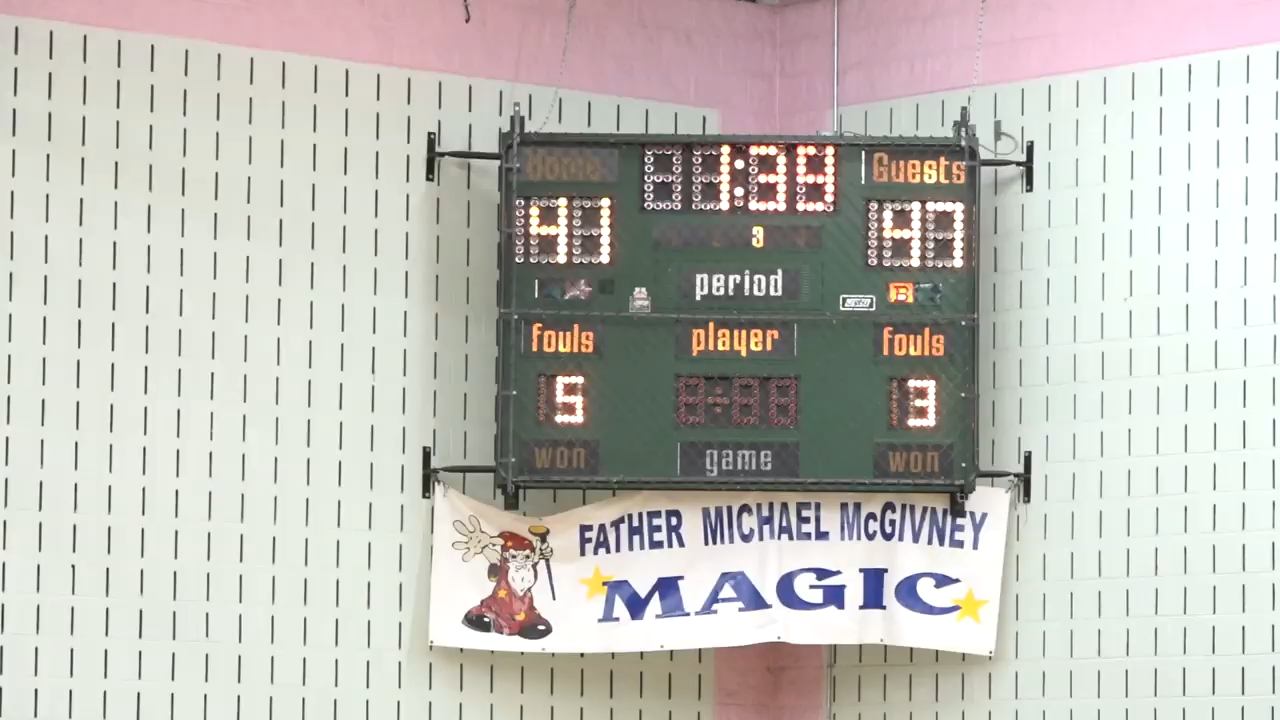 Home 1:39 Guests
41 3 47
period
B
fouls player fouls
5 3
won game won
FATHER MICHAEL McGIVNEY
MAGIC